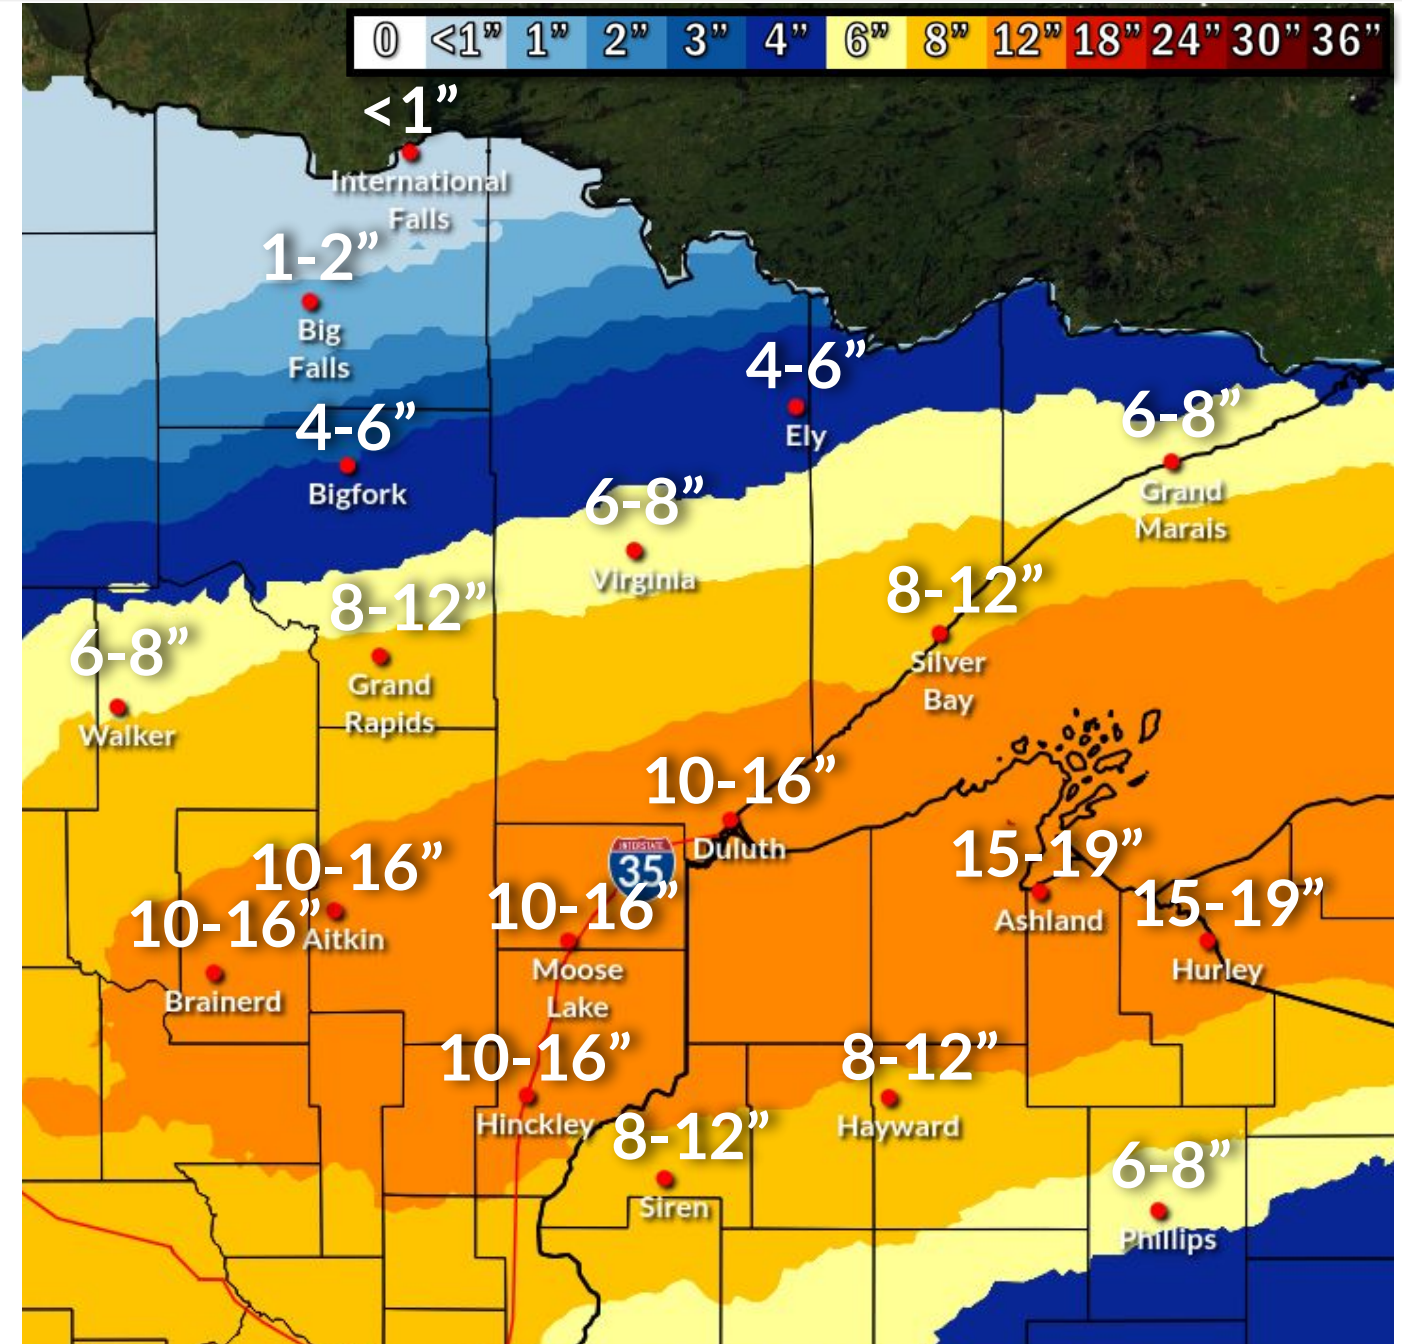 0 <1” 1” 2” 3” 4” 6” 8” 12” 18” 24” 30” 36”
<1”
International
Falls
1-2”
Big
Falls
4-6”
Ely
4-6”
Bigfork
6-8”
Grand
Marais
6-8”
Virginia
8-12”
Grand
Rapids
8-12”
Silver
Bay
6-8”
Walker
10-16”
Duluth
INTERSTATE
35
10-16”
Aitkin
10-16”
Brainerd
10-16”
Moose
Lake
15-19”
Ashland
15-19”
Hurley
10-16”
Hinckley
8-12”
Hayward
8-12”
Siren
6-8”
Phillips